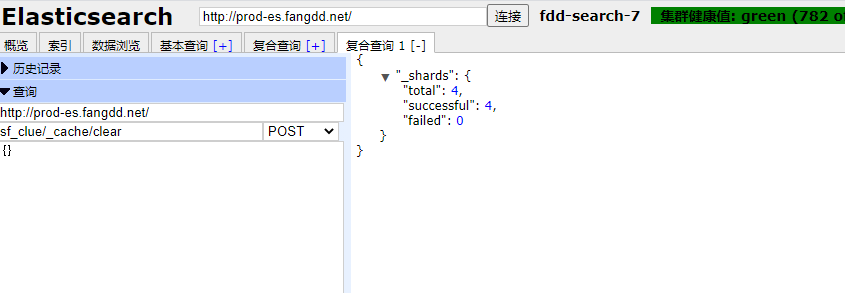 Elasticsearch http://prod-es.fangdd.net/ 连接 fdd-search-7 集群健康值: green (782 o
概览 索引 数据浏览 基本查询 [+] 复合查询 [+] 复合查询 1 [-]
历史记录
查询
http://prod-es.fangdd.net/
sf_clue/_cache/clear POST
{}
{
▼ "_shards": {
"total": 4,
"successful": 4,
"failed": 0
}
}